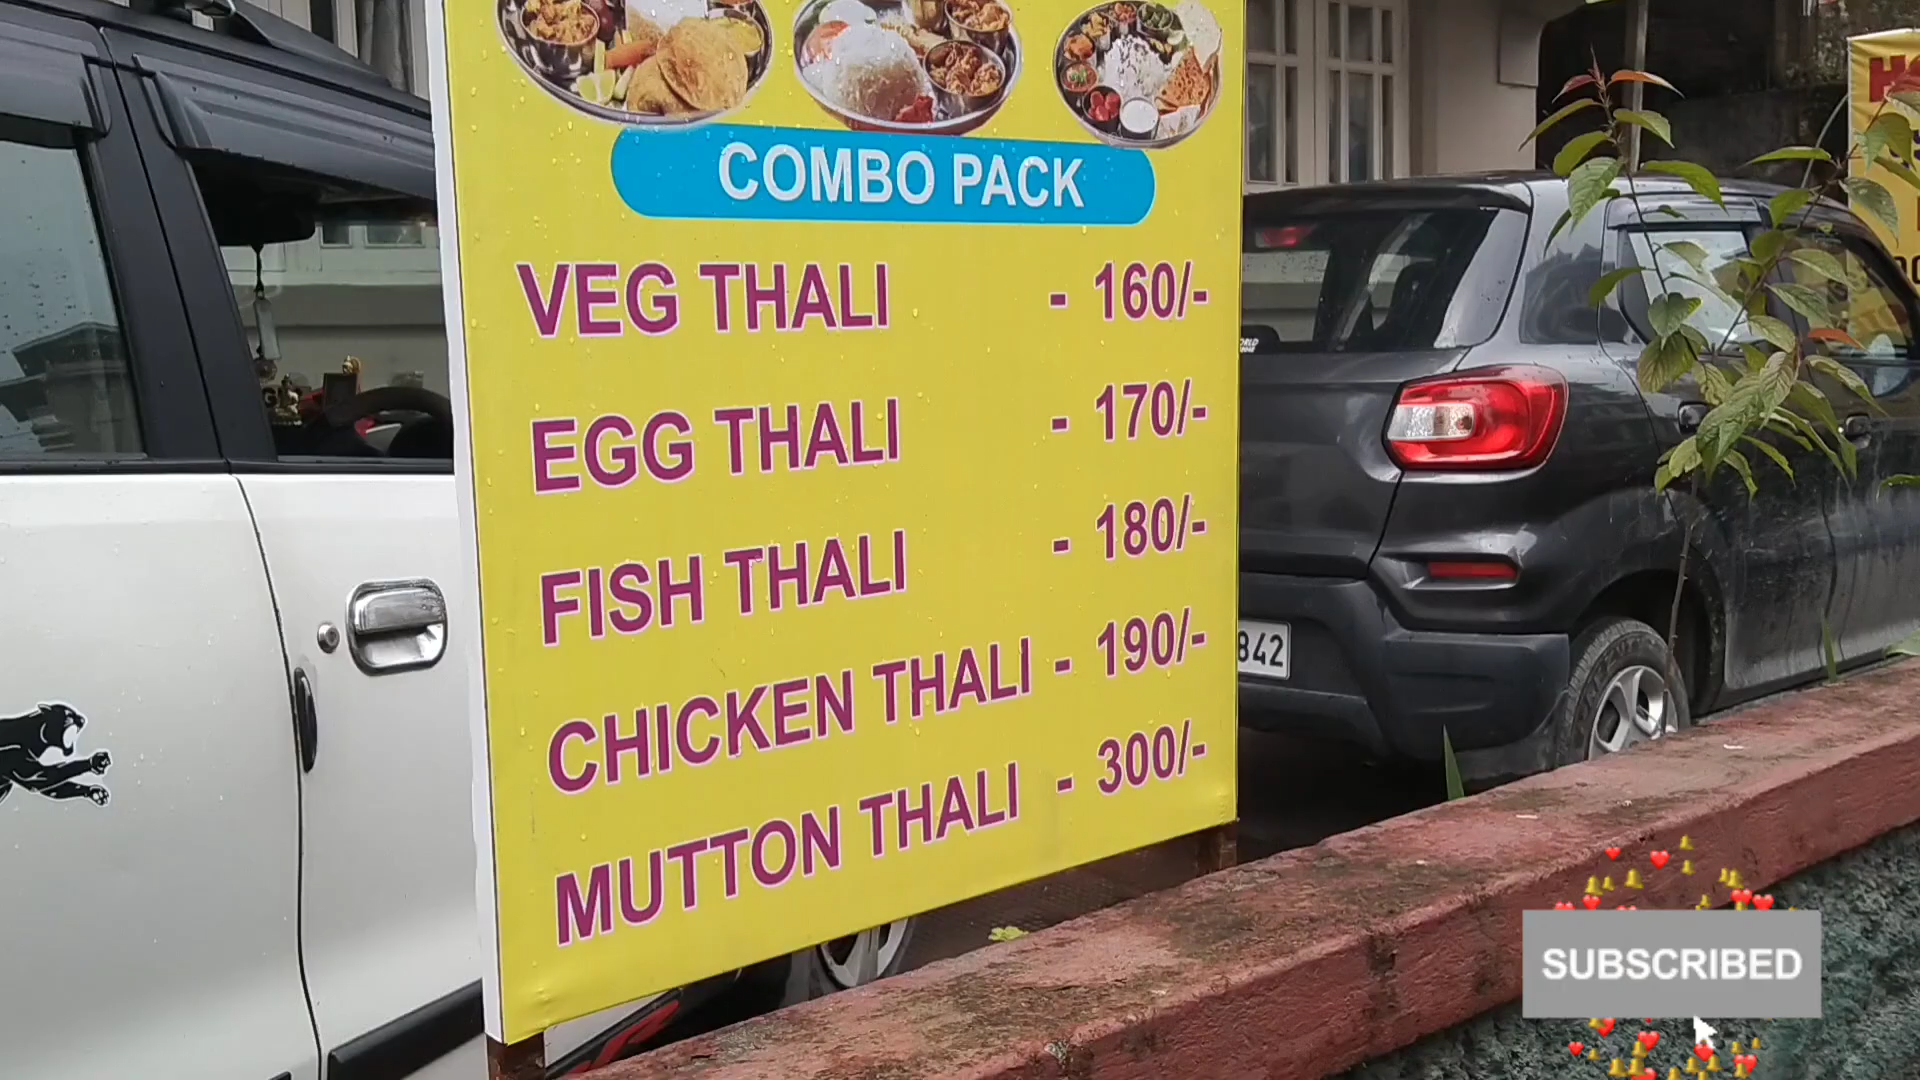 COMBO PACK
VEG THALI - 160/-
EGG THALI - 170/-
FISH THALI - 180/-
CHICKEN THALI - 190/-
MUTTON THALI - 300/-
842
SUBSCRIBED